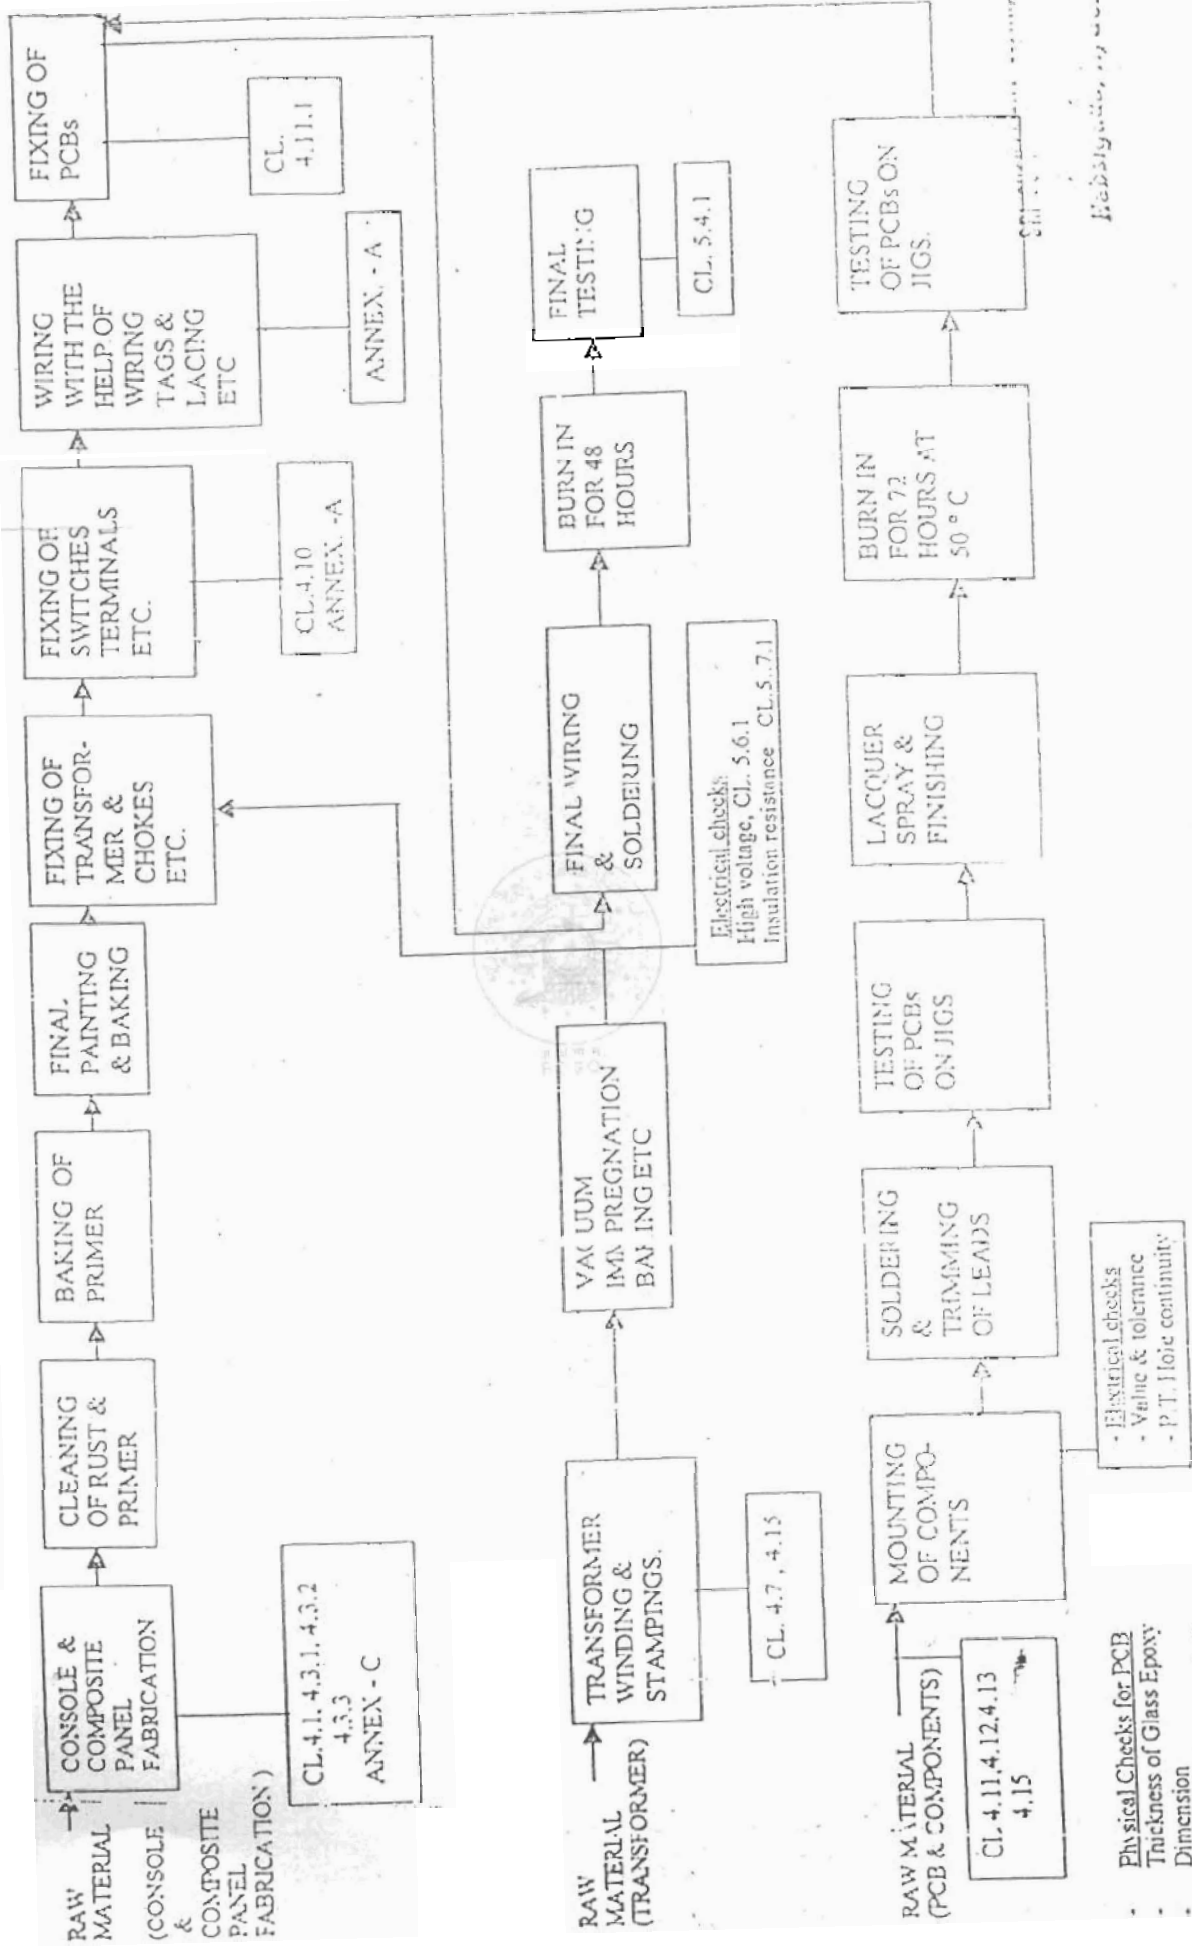 RAW
MATERIAL
(CONSOLE
&
COMPOSITE
PANEL
FABRICATION)
CONSOLE &
COMPOSITE
PANEL
FABRICATION
CL.4.1, 4.3.1, 4.3.2
4.3.3
ANNEX - C
CLEANING
OF RUST &
PRIMER
BAKING OF
PRIMER
FINAL
PAINTING
& BAKING
FIXING OF
TRANSFOR-
MER &
CHOKES
ETC.
FIXING OF
SWITCHES
TERMINALS
ETC.
CL.4.10
ANNEX. -A
WIRING
WITH THE
HELP OF
WIRING
TAGS &
LACING
ETC
ANNEX. - A
FIXING OF
PCBs
CL.
4.11.1
RAW
MATERIAL
(TRANSFORMER)
TRANSFORMER
WINDING &
STAMPINGS.
CL. 4.7, 4.15
VACUUM
IMPREGNATION
BAKING ETC
FINAL WIRING
&
SOLDERING
Electrical checks
High voltage, CL. 5.6.1
Insulation resistance CL.5.7.1
BURN IN
FOR 48
HOURS
FINAL
TESTING
CL. 5.4.1
RAW MATERIAL
(PCB & COMPONENTS)
CL 4.11,4.12,4.13
4.15
MOUNTING
OF COMPO-
NENTS
- Electrical checks
- Value & tolerance
- P.T. Hole continuity
SOLDERING
&
TRIMMING
OF LEADS
TESTING
OF PCBs
ON JIGS
LACQUER
SPRAY &
FINISHING
BURN IN
FOR 72
HOURS AT
50 ° C
TESTING
OF PCBs ON
JIGS.
Physical Checks for PCB
- Thickness of Glass Epoxy
- Dimension